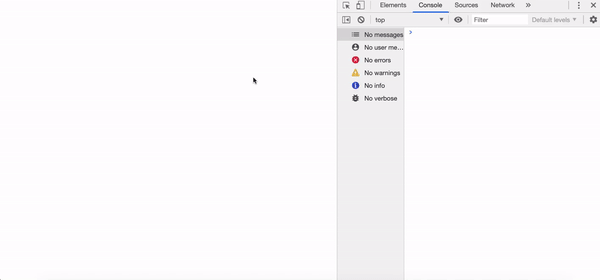 Elements Console Sources Network »
top Filter Default levels
No messages
No user me...
No errors
No warnings
No info
No verbose